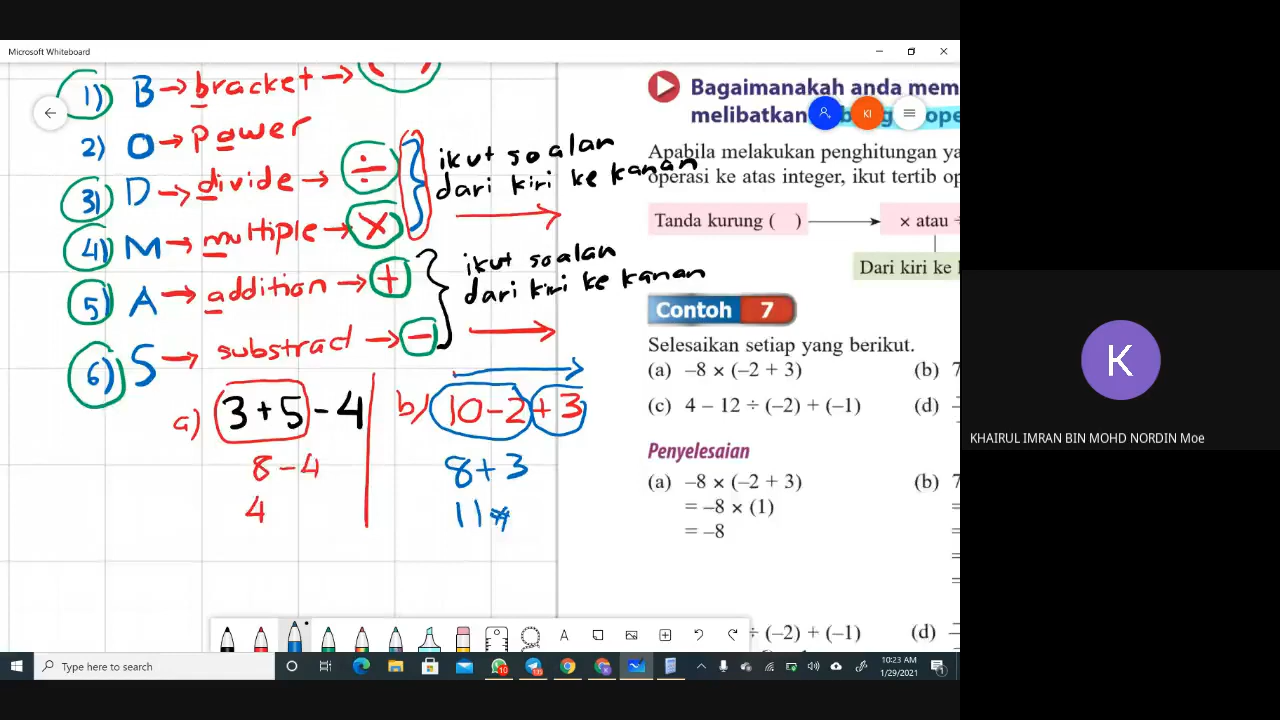 Microsoft Whiteboard
1) B → bracket → ( )
2) O → power
3) D → divide → ÷
4) M → multiple → ×
ikut soalan
dari kiri ke kanan
5) A → addition → +
6) S → substract → −
ikut soalan
dari kiri ke kanan
a) 3 + 5 − 4
8 − 4
4
b) 10 − 2 + 3
8 + 3
11
Bagaimanakah anda mem
melibatkan
KI
Apabila melakukan penghitungan ya
operasi ke atas integer, ikut tertib op
Tanda kurung ( )
× atau ÷
Dari kiri ke
Contoh 7
Selesaikan setiap yang berikut.
(a) –8 × (–2 + 3)
(b) 7
(c) 4 – 12 ÷ (–2) + (–1)
(d)
Penyelesaian
(a) –8 × (–2 + 3)
= –8 × (1)
= –8
(b) 7
=
=
=
=
÷ (–2) + (–1)
(d)
K
KHAIRUL IMRAN BIN MOHD NORDIN Moe
A
Type here to search
10:23 AM
1/29/2021